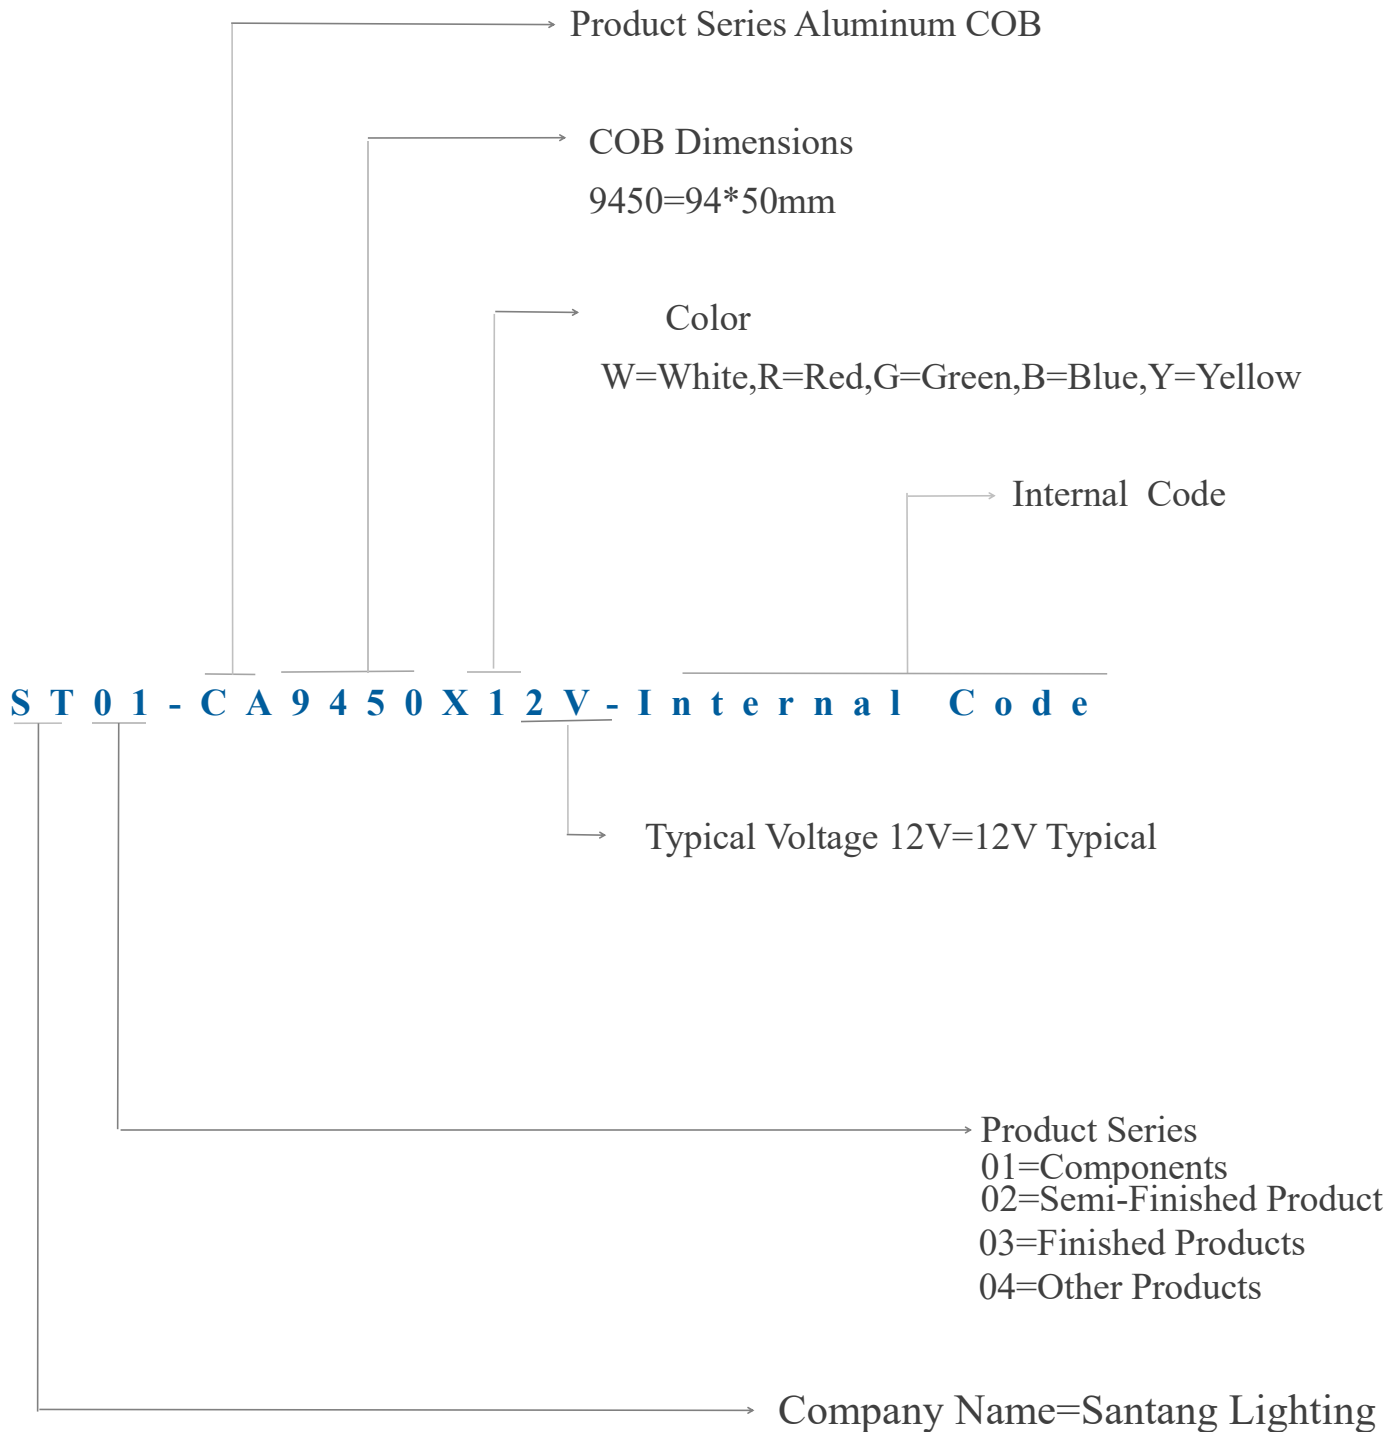 Product Series Aluminum COB
COB Dimensions
9450=94*50mm
Color
W=White,R=Red,G=Green,B=Blue,Y=Yellow
Internal Code
ST01-CA9450X12V-Internal Code
Typical Voltage 12V=12V Typical
Product Series
01=Components
02=Semi-Finished Product
03=Finished Products
04=Other Products
Company Name=Santang Lighting